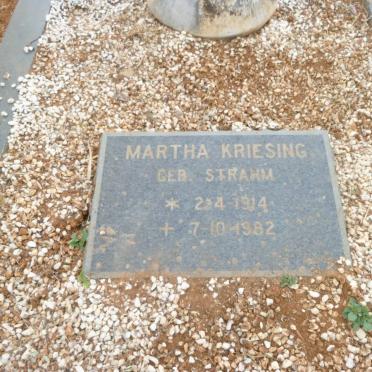 MARTHA KRIESING
GEB. STRAHM
* 2·4·1914
+ 7·10·1982